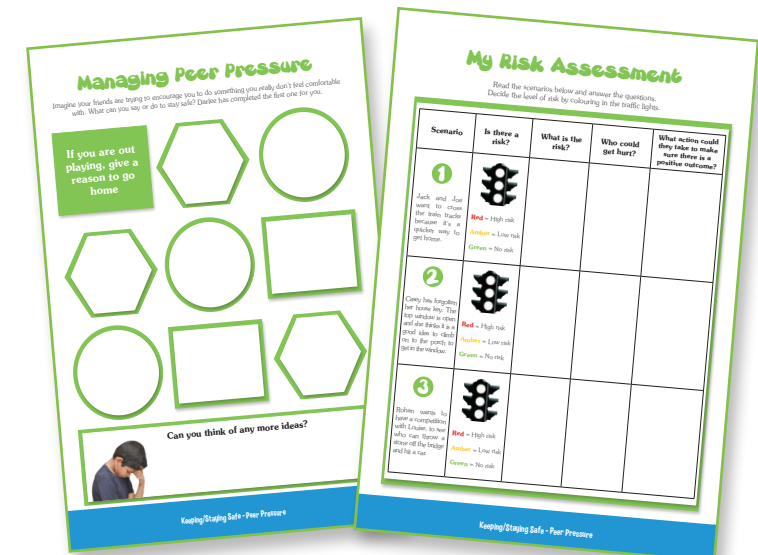 Managing Peer Pressure
Imagine your friends are trying to encourage you to do something you really don't feel comfortable
with. What can you say or do to stay safe? Darlee has completed the first one for you.
If you are out
playing, give a
reason to go
home
Can you think of any more ideas?
Keeping/Staying Safe - Peer Pressure
My Risk Assessment
Read the scenarios below and answer the questions.
Decide the level of risk by colouring in the traffic lights.
Scenario
Is there a
risk?
What is the
risk?
Who could
get hurt?
What action could
they take to make
sure there is a
positive outcome?
1
Jack and Joe
want to cross
the train tracks
because it's a
quicker way to
get home.
Red = High risk
Amber = Low risk
Green = No risk
2
Casey has forgotten
her house key. The
top window is open
and she thinks it is a
good idea to climb
on to the porch to
get in the window.
Red = High risk
Amber = Low risk
Green = No risk
3
Rohan wants to
have a competition
with Louise, to see
who can throw a
stone off the bridge
and hit a car.
Red = High risk
Amber = Low risk
Green = No risk
Keeping/Staying Safe - Peer Pressure